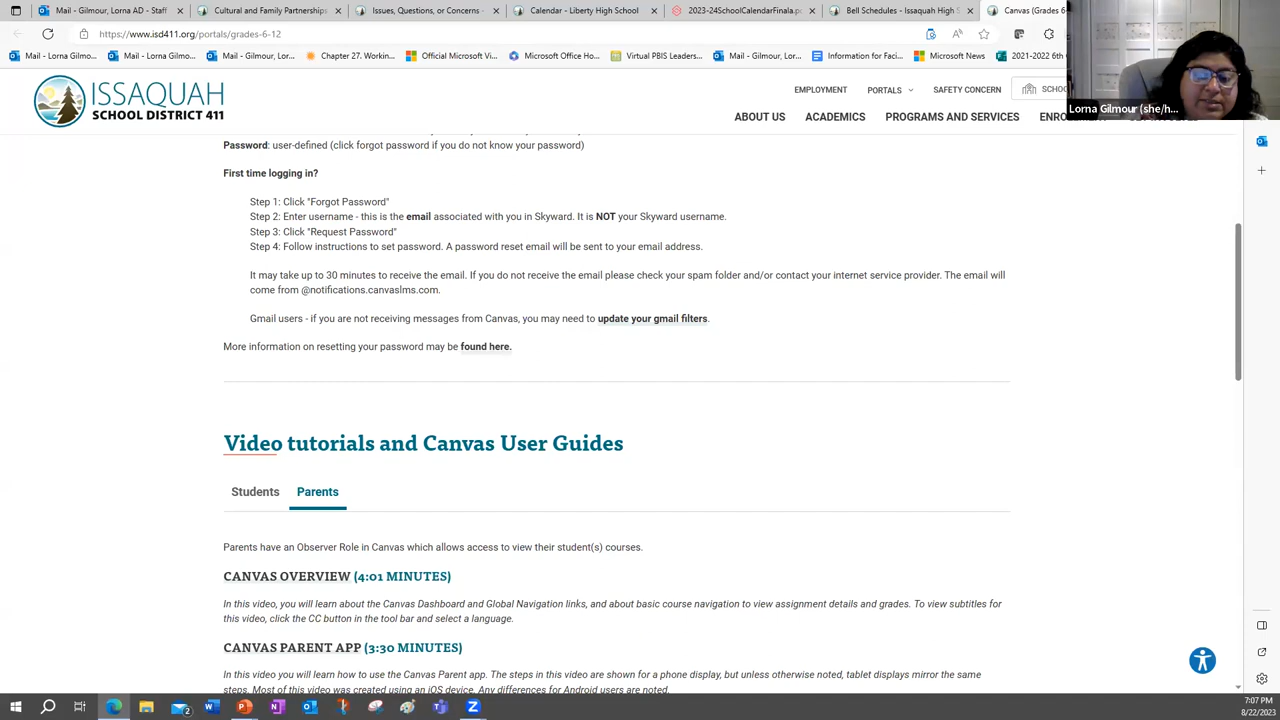 Mail - Gilmour, Lorna AD - Staff
Cultural and Family Partnerships
Issues, Questions, or Concerns -
Calendar - Liberty High School
2023-24SchoolCalendarFinala.p
Bell Schedules - Issaquah High S
Canvas (Grades 6
https://www.isd411.org/portals/grades-6-12
Mail - Lorna Gilmo...
Mail - Lorna Gilmo...
Mail - Gilmour, Lor...
Chapter 27. Workin...
Official Microsoft Vi...
Microsoft Office Ho...
Virtual PBIS Leaders...
Mail - Gilmour, Lor...
Information for Faci...
Microsoft News
2021-2022 6th
ISSAQUAH
SCHOOL DISTRICT 411
EMPLOYMENT
PORTALS
SAFETY CONCERN
SCHOO
ABOUT US
ACADEMICS
PROGRAMS AND SERVICES
Lorna Gilmour (she/h...
Password: user-defined (click forgot password if you do not know your password)
First time logging in?
Step 1: Click "Forgot Password"
Step 2: Enter username - this is the email associated with you in Skyward. It is NOT your Skyward username.
Step 3: Click "Request Password"
Step 4: Follow instructions to set password. A password reset email will be sent to your email address.
It may take up to 30 minutes to receive the email. If you do not receive the email please check your spam folder and/or contact your internet service provider. The email will
come from @notifications.canvaslms.com.
Gmail users - if you are not receiving messages from Canvas, you may need to update your gmail filters.
More information on resetting your password may be found here.
Video tutorials and Canvas User Guides
Students
Parents
Parents have an Observer Role in Canvas which allows access to view their student(s) courses.
CANVAS OVERVIEW (4:01 MINUTES)
In this video, you will learn about the Canvas Dashboard and Global Navigation links, and about basic course navigation to view assignment details and grades. To view subtitles for
this video, click the CC button in the tool bar and select a language.
CANVAS PARENT APP (3:30 MINUTES)
In this video you will learn how to use the Canvas Parent app. The steps in this video are shown for a phone display, but unless otherwise noted, tablet displays mirror the same
steps. Most of this video was created using an iOS device. Any differences for Android users are noted.
7:07 PM
8/22/2023